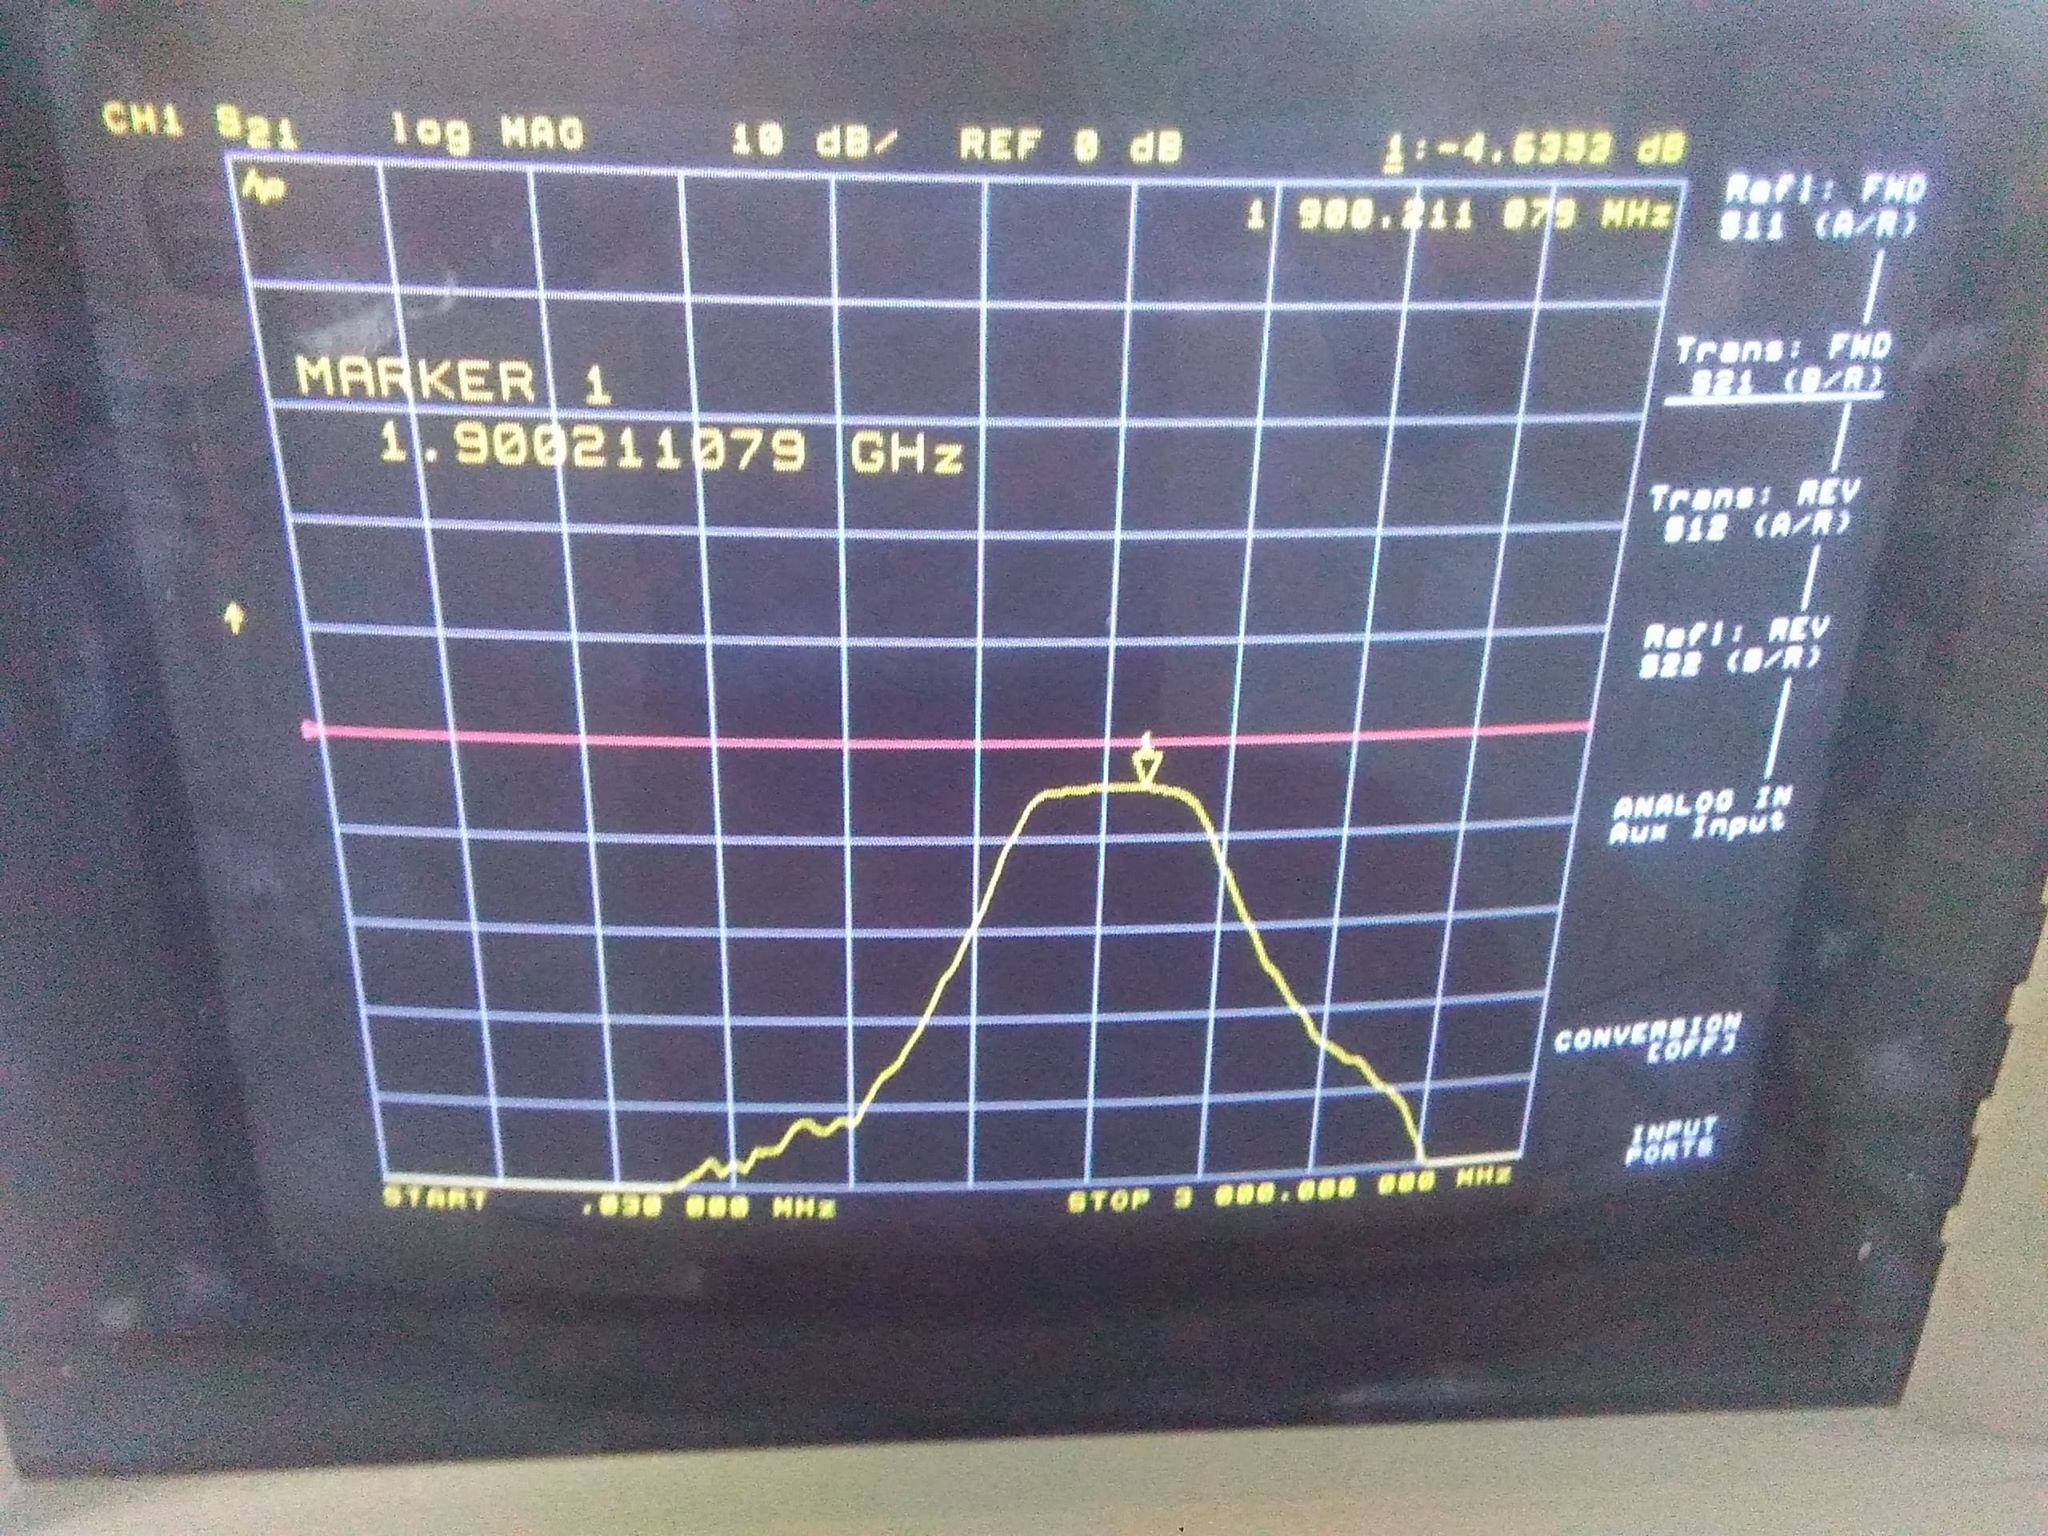 CH1 S21 log MAG 10 dB/ REF 0 dB 1:-4.6393 dB
hp
1 900.211 079 MHz
MARKER 1
1.900211079 GHz
Refl: FWD
S11 (A/R)
Trans: FWD
S21 (B/R)
Trans: REV
S12 (A/R)
Refl: REV
S22 (B/R)
ANALOG IN
Aux Input
CONVERSION
[OFF]
INPUT
PORTS
START .030 000 MHz STOP 3 000.000 000 MHz